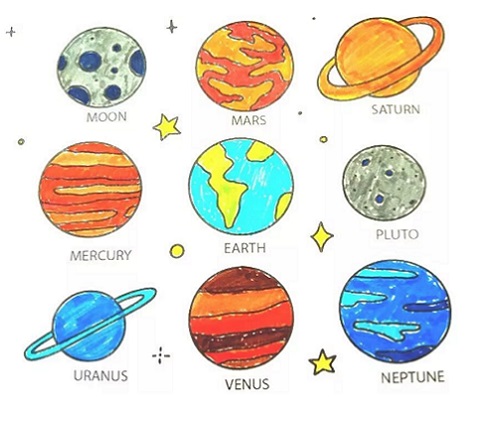 MOON
MARS
SATURN
MERCURY
EARTH
PLUTO
URANUS
VENUS
NEPTUNE